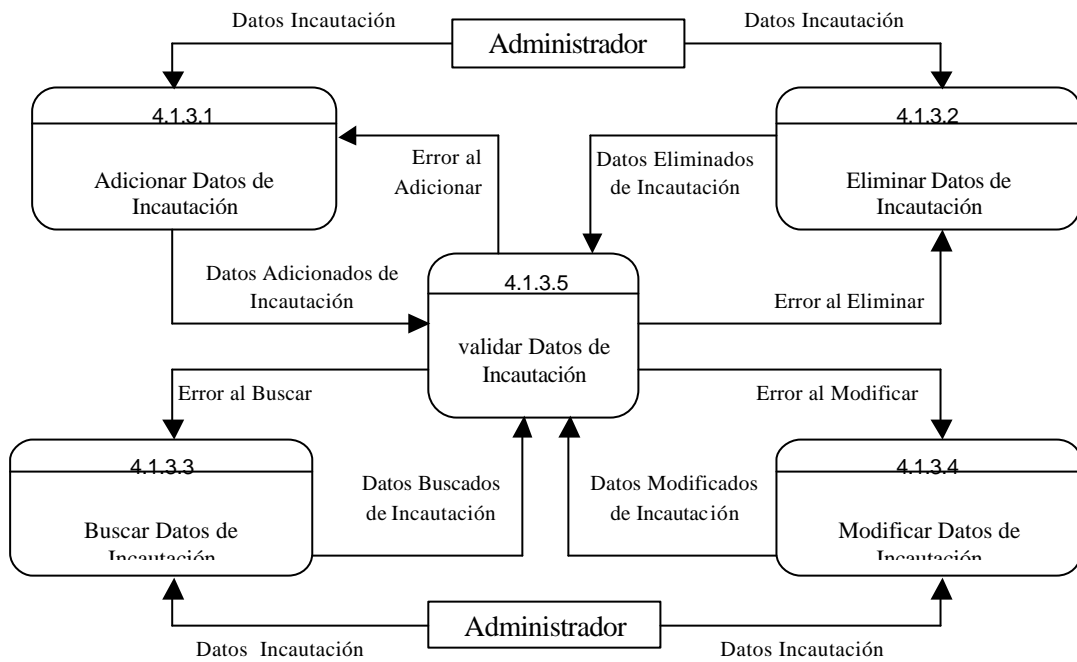 Datos Incautación
Administrador
Datos Incautación
4.1.3.1
Adicionar Datos de
Incautación
Error al
Adicionar
Datos Eliminados
de Incautación
4.1.3.2
Eliminar Datos de
Incautación
Datos Adicionados de
Incautación
4.1.3.5
validar Datos de
Incautación
Error al Eliminar
Error al Buscar
Error al Modificar
4.1.3.3
Buscar Datos de
Incautación
Datos Buscados
de Incautación
Datos Modificados
de Incautación
4.1.3.4
Modificar Datos de
Incautación
Datos Incautación
Administrador
Datos Incautación